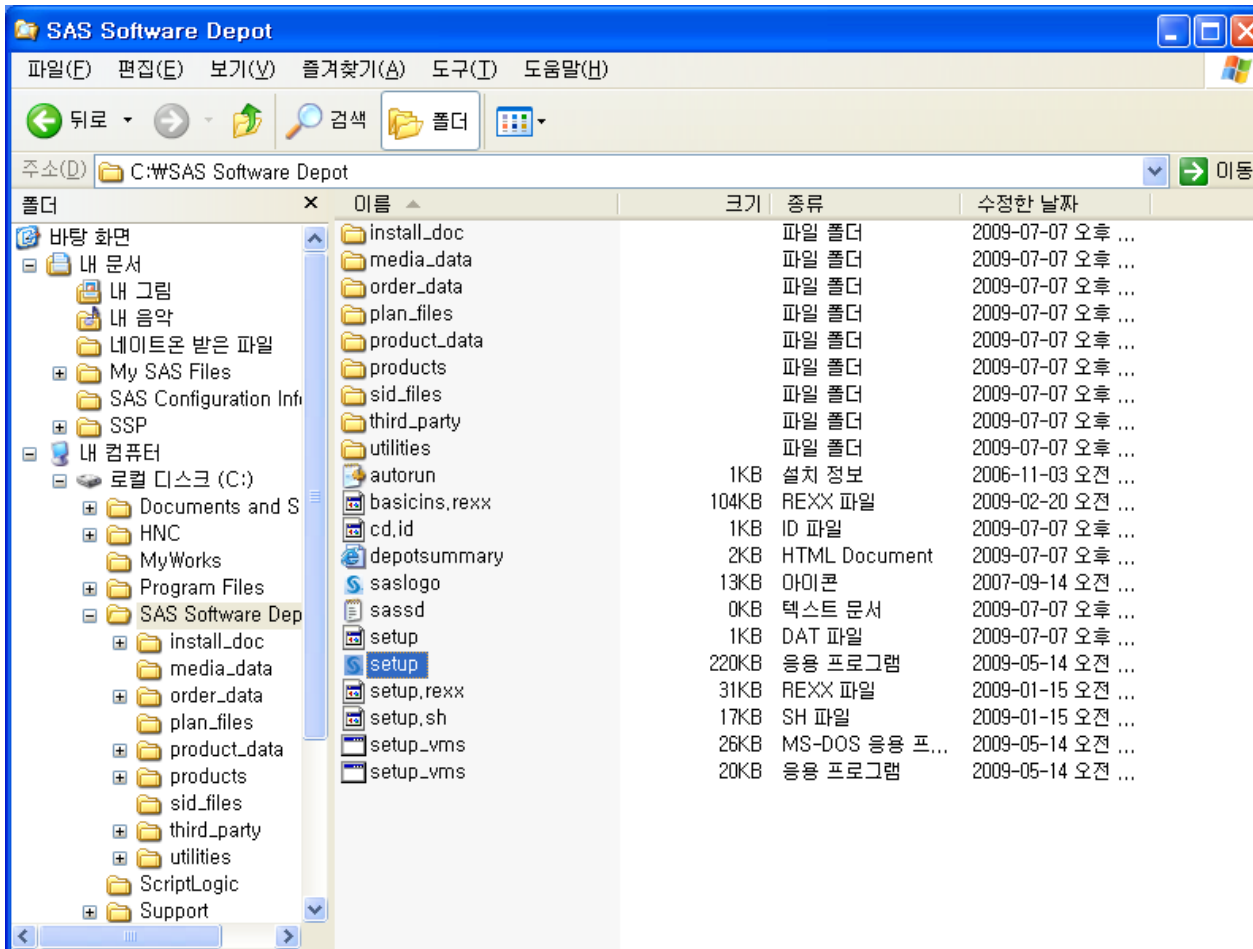 SAS Software Depot
파일(F) 편집(E) 보기(V) 즐겨찾기(A) 도구(T) 도움말(H)
뒤로 검색 폴더
주소(D) C:₩SAS Software Depot 이동
폴더
바탕 화면
내 문서
내 그림
내 음악
네이트온 받은 파일
My SAS Files
SAS Configuration Inf
SSP
내 컴퓨터
로컬 디스크 (C:)
Documents and S
HNC
MyWorks
Program Files
SAS Software Dep
install_doc
media_data
order_data
plan_files
product_data
products
sid_files
third_party
utilities
ScriptLogic
Support
이름 크기 종류 수정한 날짜
install_doc 파일 폴더 2009-07-07 오후 ...
media_data 파일 폴더 2009-07-07 오후 ...
order_data 파일 폴더 2009-07-07 오후 ...
plan_files 파일 폴더 2009-07-07 오후 ...
product_data 파일 폴더 2009-07-07 오후 ...
products 파일 폴더 2009-07-07 오후 ...
sid_files 파일 폴더 2009-07-07 오후 ...
third_party 파일 폴더 2009-07-07 오후 ...
utilities 파일 폴더 2009-07-07 오후 ...
autorun 1KB 설치 정보 2006-11-03 오전 ...
basicins.rexx 104KB REXX 파일 2009-02-20 오전 ...
cd.id 1KB ID 파일 2009-07-07 오후 ...
depotsummary 2KB HTML Document 2009-07-07 오후 ...
saslogo 13KB 아이콘 2007-09-14 오전 ...
sassd 0KB 텍스트 문서 2009-07-07 오후 ...
setup 1KB DAT 파일 2009-07-07 오후 ...
setup 220KB 응용 프로그램 2009-05-14 오전 ...
setup.rexx 31KB REXX 파일 2009-01-15 오전 ...
setup.sh 17KB SH 파일 2009-01-15 오전 ...
setup_vms 26KB MS-DOS 응용 프... 2009-05-14 오전 ...
setup_vms 20KB 응용 프로그램 2009-05-14 오전 ...